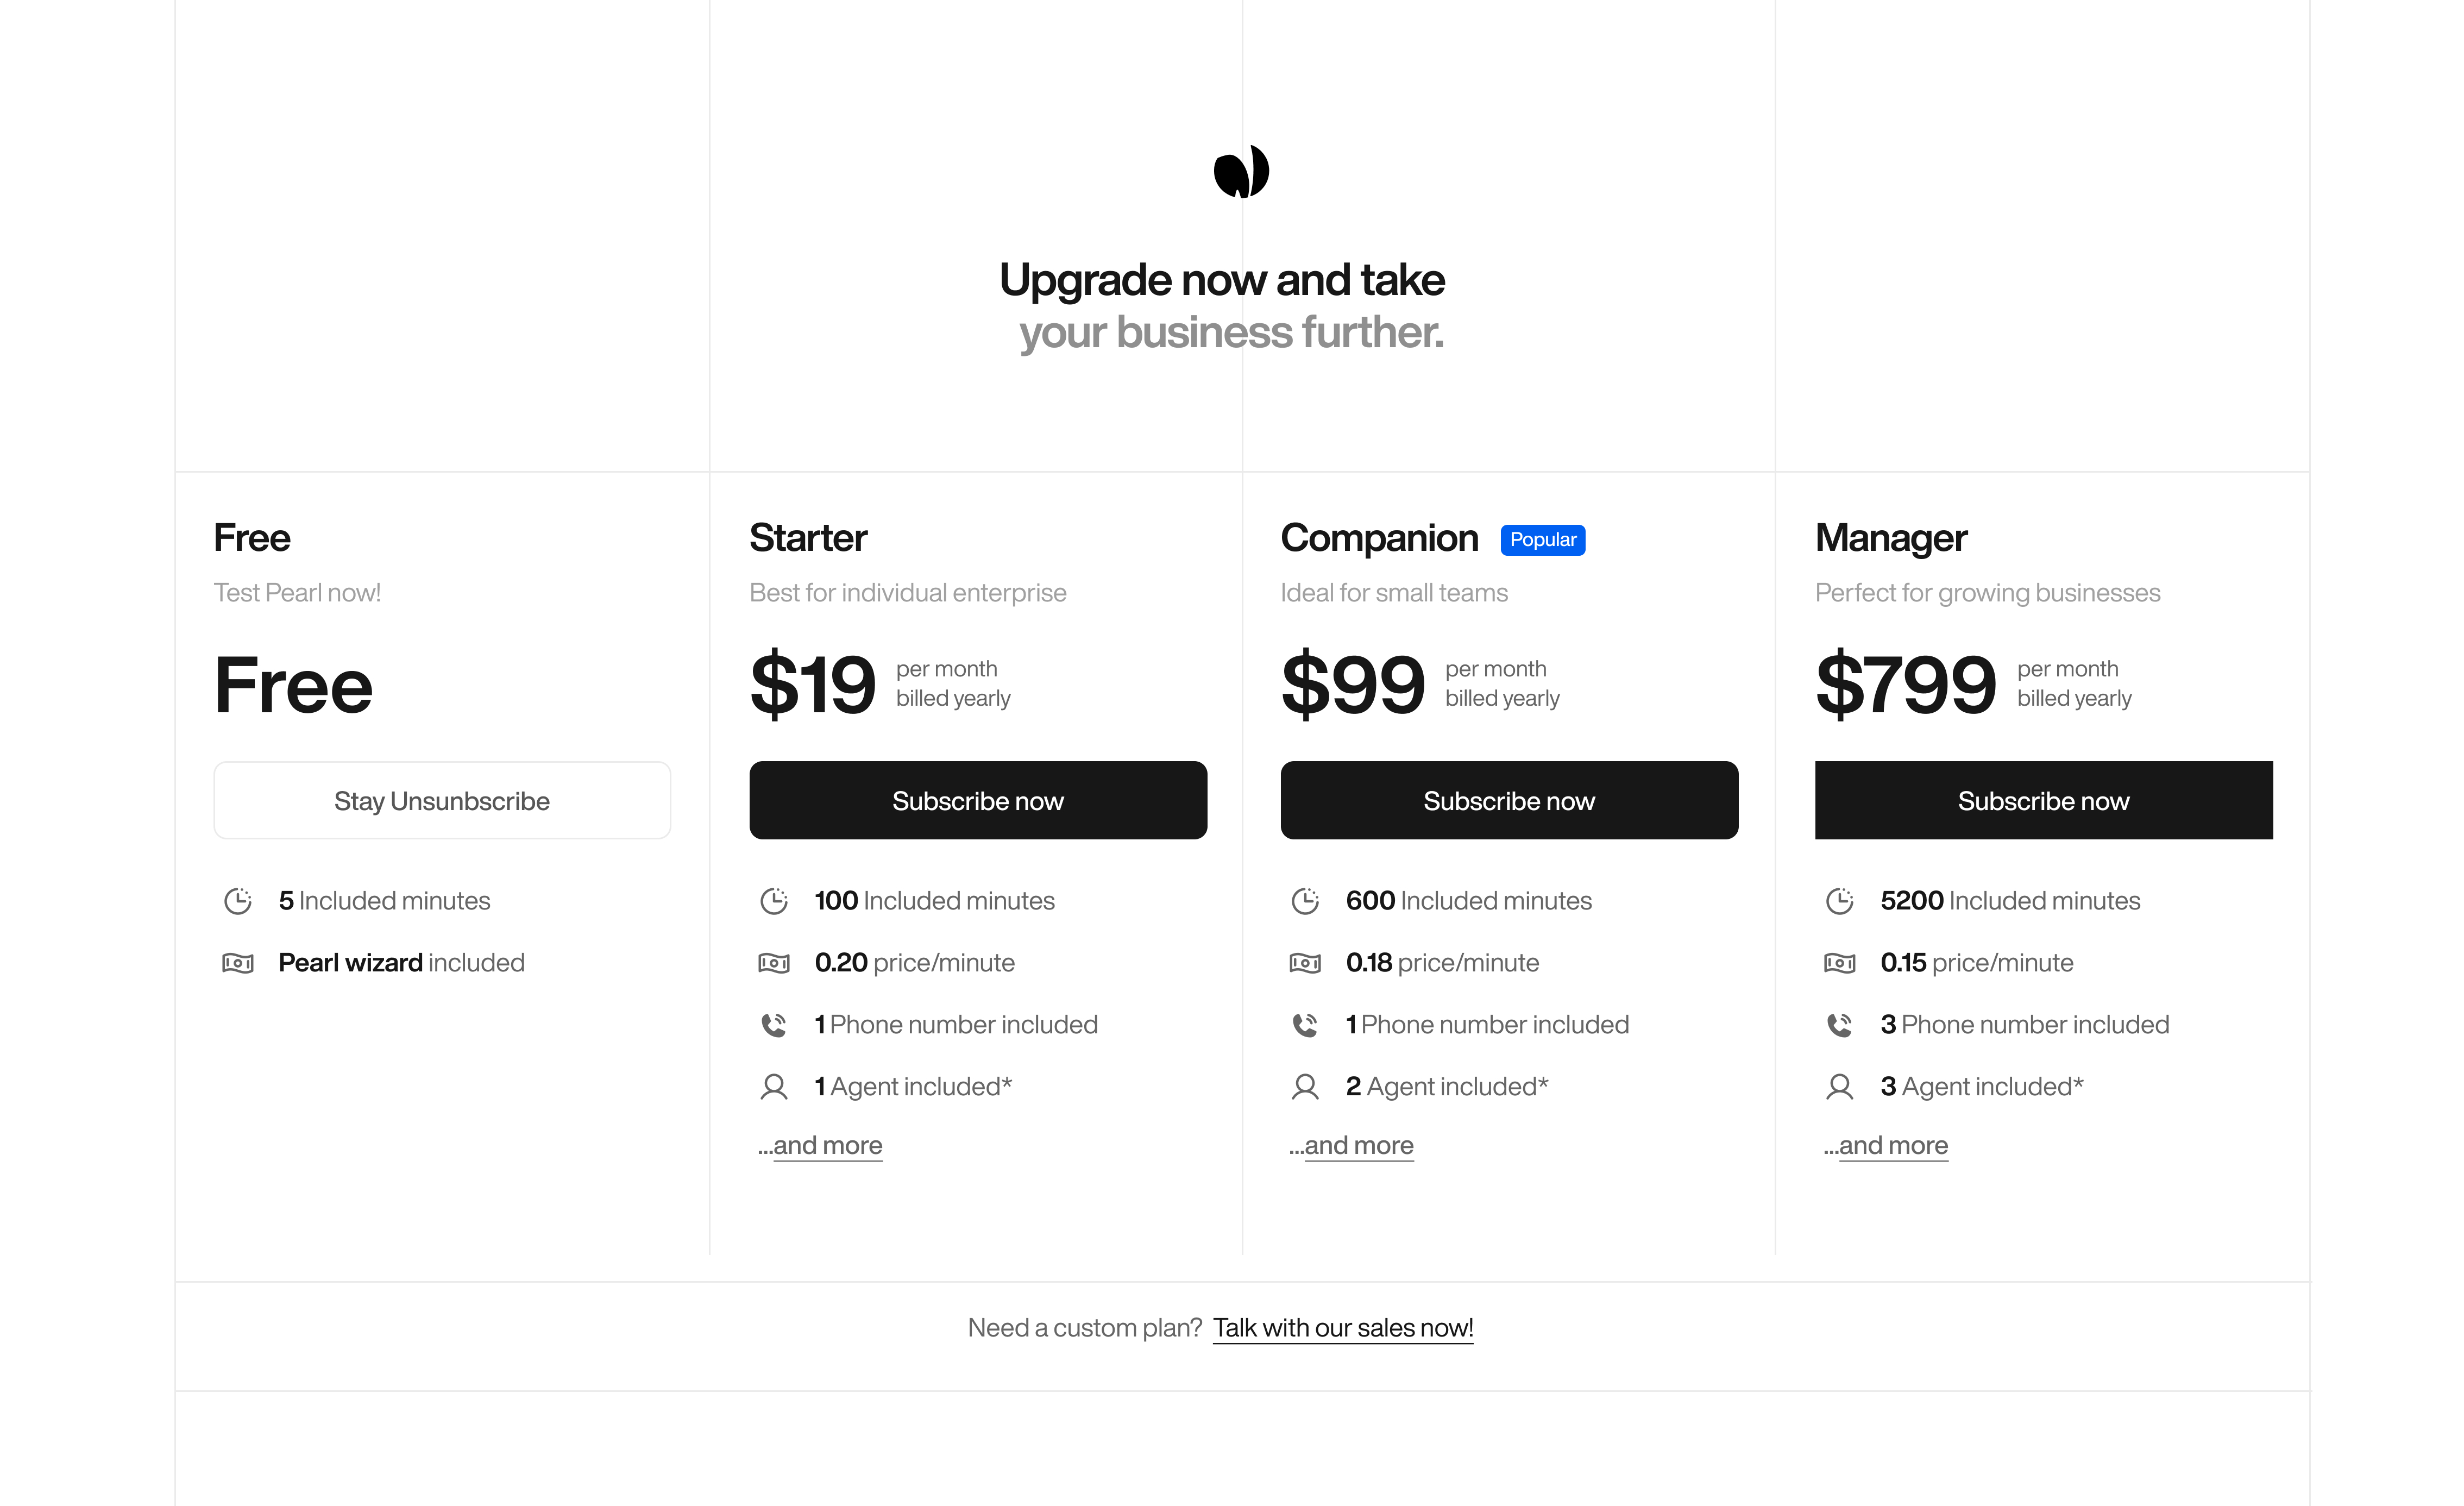 Upgrade now and take
your business further.
Free
Test Pearl now!
Free
Stay Unsunbscribe
5 Included minutes
Pearl wizard included
Starter
Best for individual enterprise
$19 per month
billed yearly
Subscribe now
100 Included minutes
0.20 price/minute
1 Phone number included
1 Agent included*
...and more
Companion Popular
Ideal for small teams
$99 per month
billed yearly
Subscribe now
600 Included minutes
0.18 price/minute
1 Phone number included
2 Agent included*
...and more
Manager
Perfect for growing businesses
$799 per month
billed yearly
Subscribe now
5200 Included minutes
0.15 price/minute
3 Phone number included
3 Agent included*
...and more
Need a custom plan? Talk with our sales now!